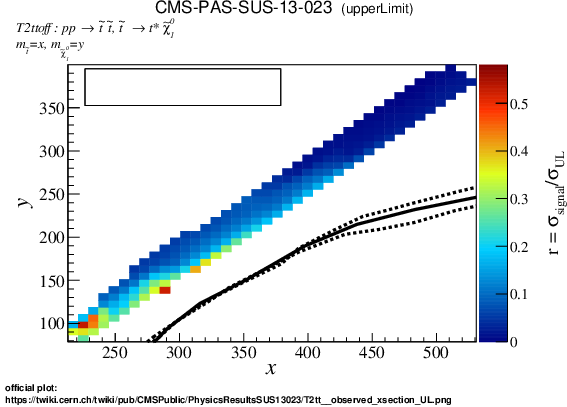 CMS-PAS-SUS-13-023 (upperLimit)
T2ttoff : pp → t̃ t̃, t̃ → t* χ̃⁰₁
m_t̃=x, m_χ̃⁰₁=y
350
300
250
200
150
100
y
250 300 350 400 450 500
x
0.5
0.4
0.3
0.2
0.1
0
r = σ_signal/σ_UL
official plot:
https://twiki.cern.ch/twiki/pub/CMSPublic/PhysicsResultsSUS13023/T2tt__observed_xsection_UL.png